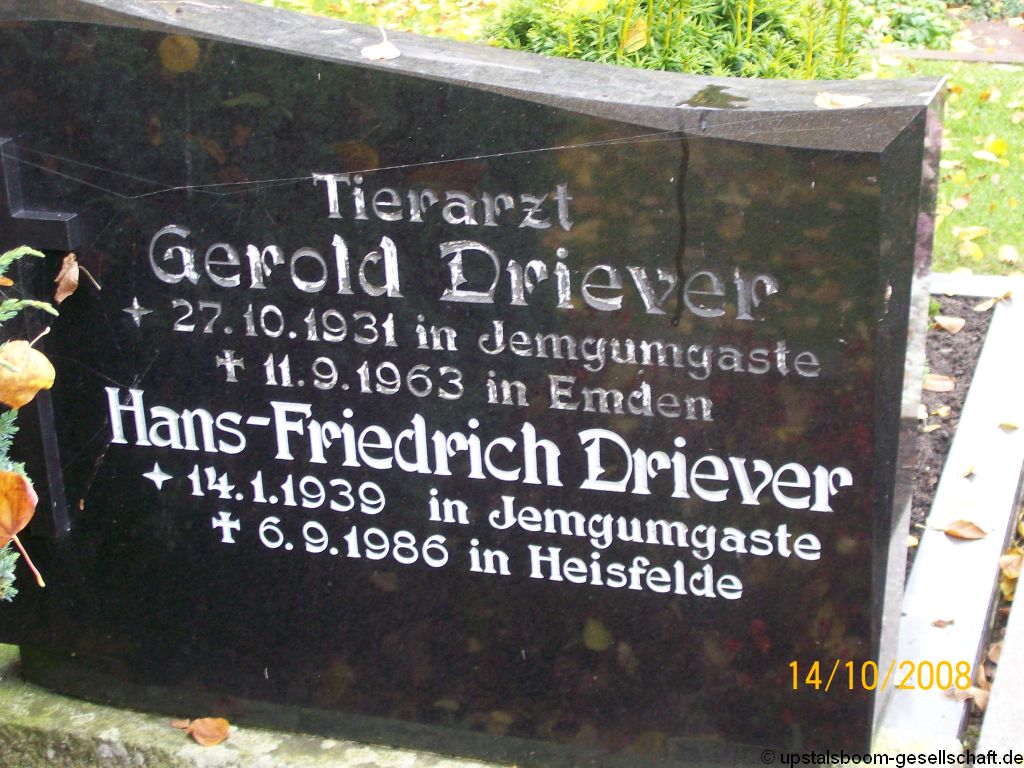 Tierarzt
Gerold Driever
27.10.1931 in Jemgumgaste
11.9.1963 in Emden
Hans-Friedrich Driever
14.1.1939 in Jemgumgaste
6.9.1986 in Heisfelde
14/10/2008
© upstalsboom-gesellschaft.de